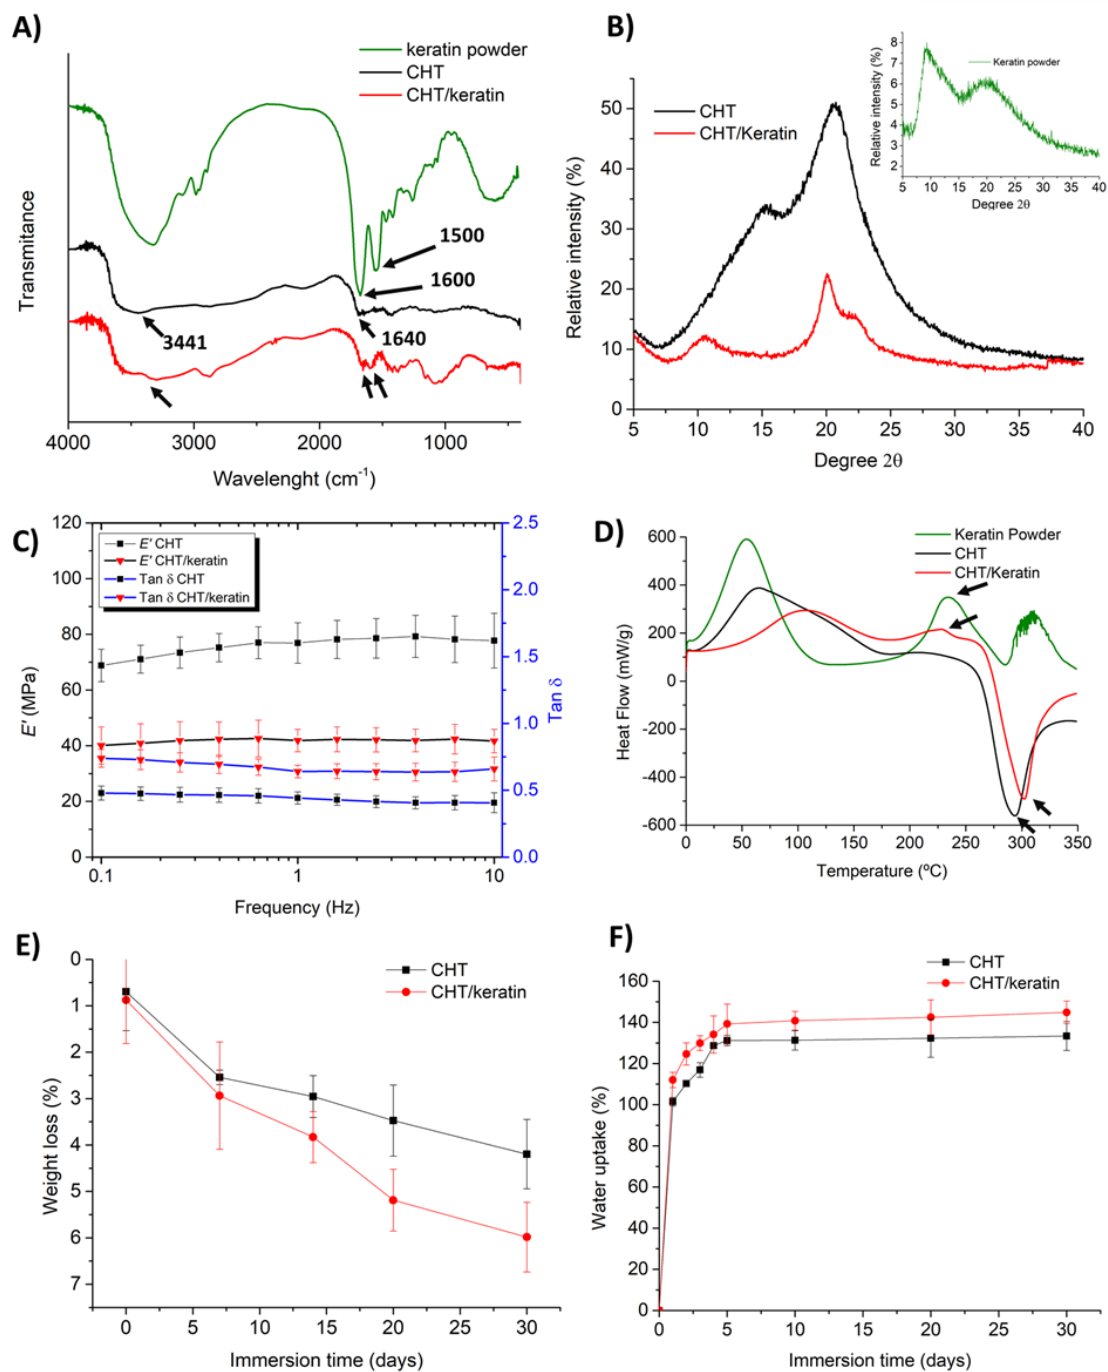 A)
keratin powder
CHT
CHT/keratin
Transmitance
1500
1600
3441
1640
4000 3000 2000 1000
Wavelenght (cm⁻¹)
B)
CHT
CHT/Keratin
Relative intensity (%)
50
40
30
20
10
0
5 10 15 20 25 30 35 40
Degree 2θ
Keratin powder
Relative intensity (%)
8
7
6
5
4
3
2
5 10 15 20 25 30 35 40
Degree 2θ
C)
E' CHT
E' CHT/keratin
Tan δ CHT
Tan δ CHT/keratin
E' (MPa)
120
100
80
60
40
20
0
2.5
2.0
1.5
1.0
0.5
0.0
Tan δ
0.1 1 10
Frequency (Hz)
D)
Keratin Powder
CHT
CHT/Keratin
Heat Flow (mW/g)
600
400
200
0
-200
-400
-600
0 50 100 150 200 250 300 350
Temperature (ºC)
E)
CHT
CHT/keratin
Weight loss (%)
0
1
2
3
4
5
6
7
0 5 10 15 20 25 30
Immersion time (days)
F)
CHT
CHT/keratin
Water uptake (%)
160
140
120
100
80
60
40
20
0
0 5 10 15 20 25 30
Immersion time (days)